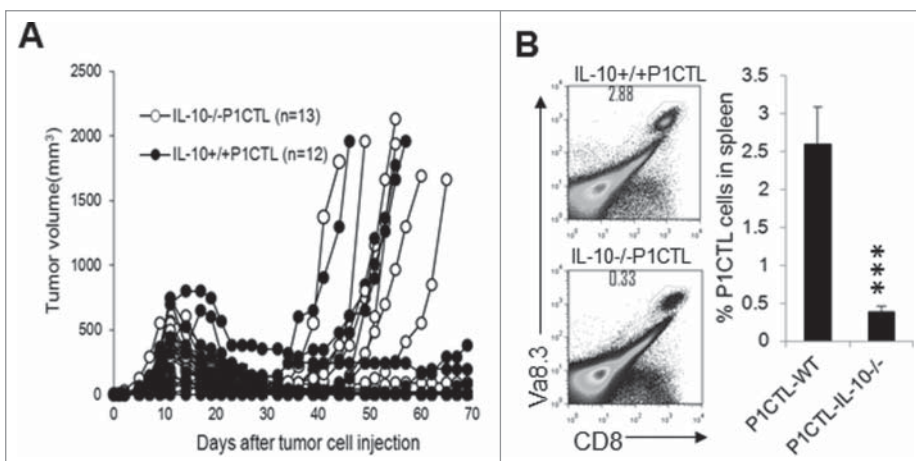 A
Tumor volume(mm3)
2500
2000
1500
1000
500
0
IL-10-/-P1CTL (n=13)
IL-10+/+P1CTL (n=12)
0 10 20 30 40 50 60 70
Days after tumor cell injection
B
IL-10+/+P1CTL
2.88
IL-10-/-P1CTL
0.33
Va8.3
CD8
% P1CTL cells in spleen
3.5
3
2.5
2
1.5
1
0.5
0
***
P1CTL-WT
P1CTL-IL-10-/-